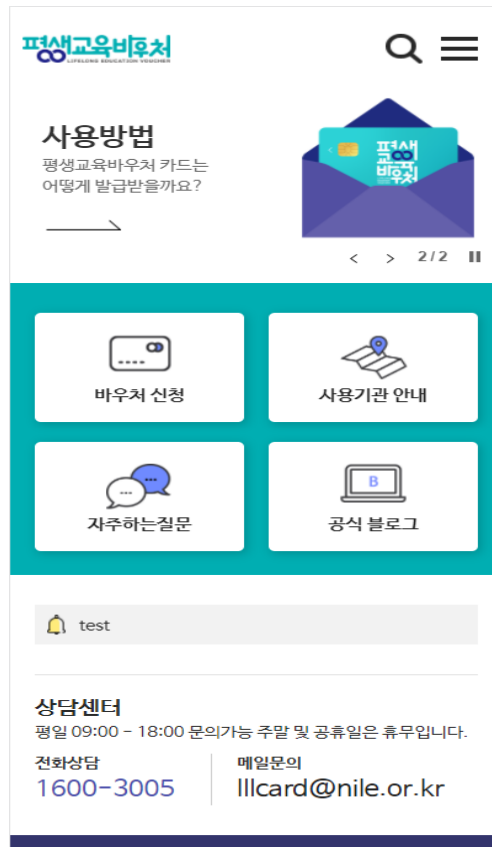 평생교육바우처
LIFELONG EDUCATION VOUCHER
사용방법
평생교육바우처 카드는
어떻게 발급받을까요?
평생
바우처
< > 2/2
바우처 신청
사용기관 안내
자주하는질문
B
공식 블로그
test
상담센터
평일 09:00 - 18:00 문의가능 주말 및 공휴일은 휴무입니다.
전화상담
1600-3005
메일문의
lllcard@nile.or.kr